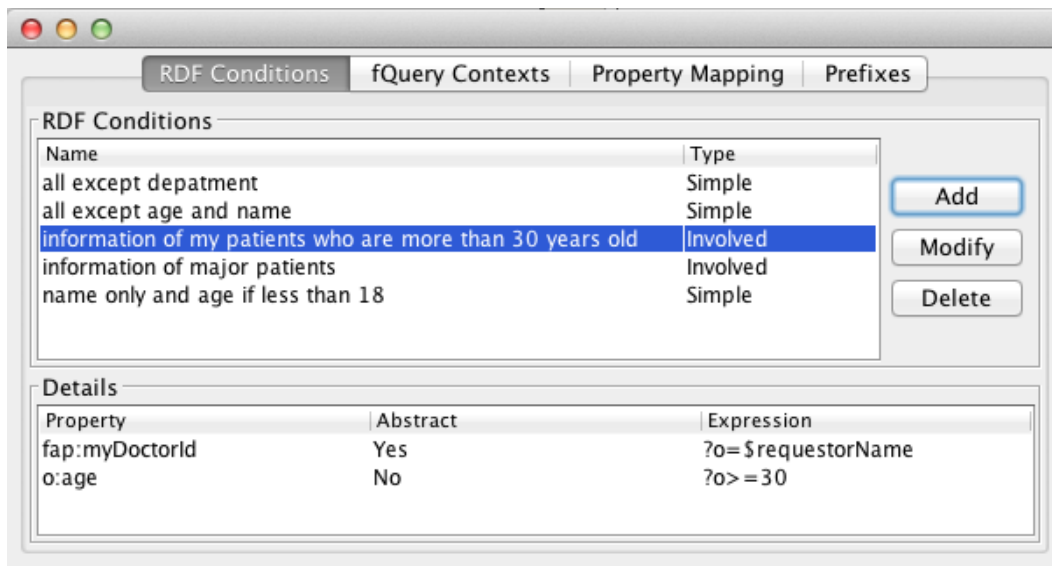 RDF Conditions fQuery Contexts Property Mapping Prefixes
RDF Conditions
Name Type
all except depatment Simple
all except age and name Simple
information of my patients who are more than 30 years old Involved
information of major patients Involved
name only and age if less than 18 Simple
Add
Modify
Delete
Details
Property Abstract Expression
fap:myDoctorId Yes ?o=$requestorName
o:age No ?o>=30